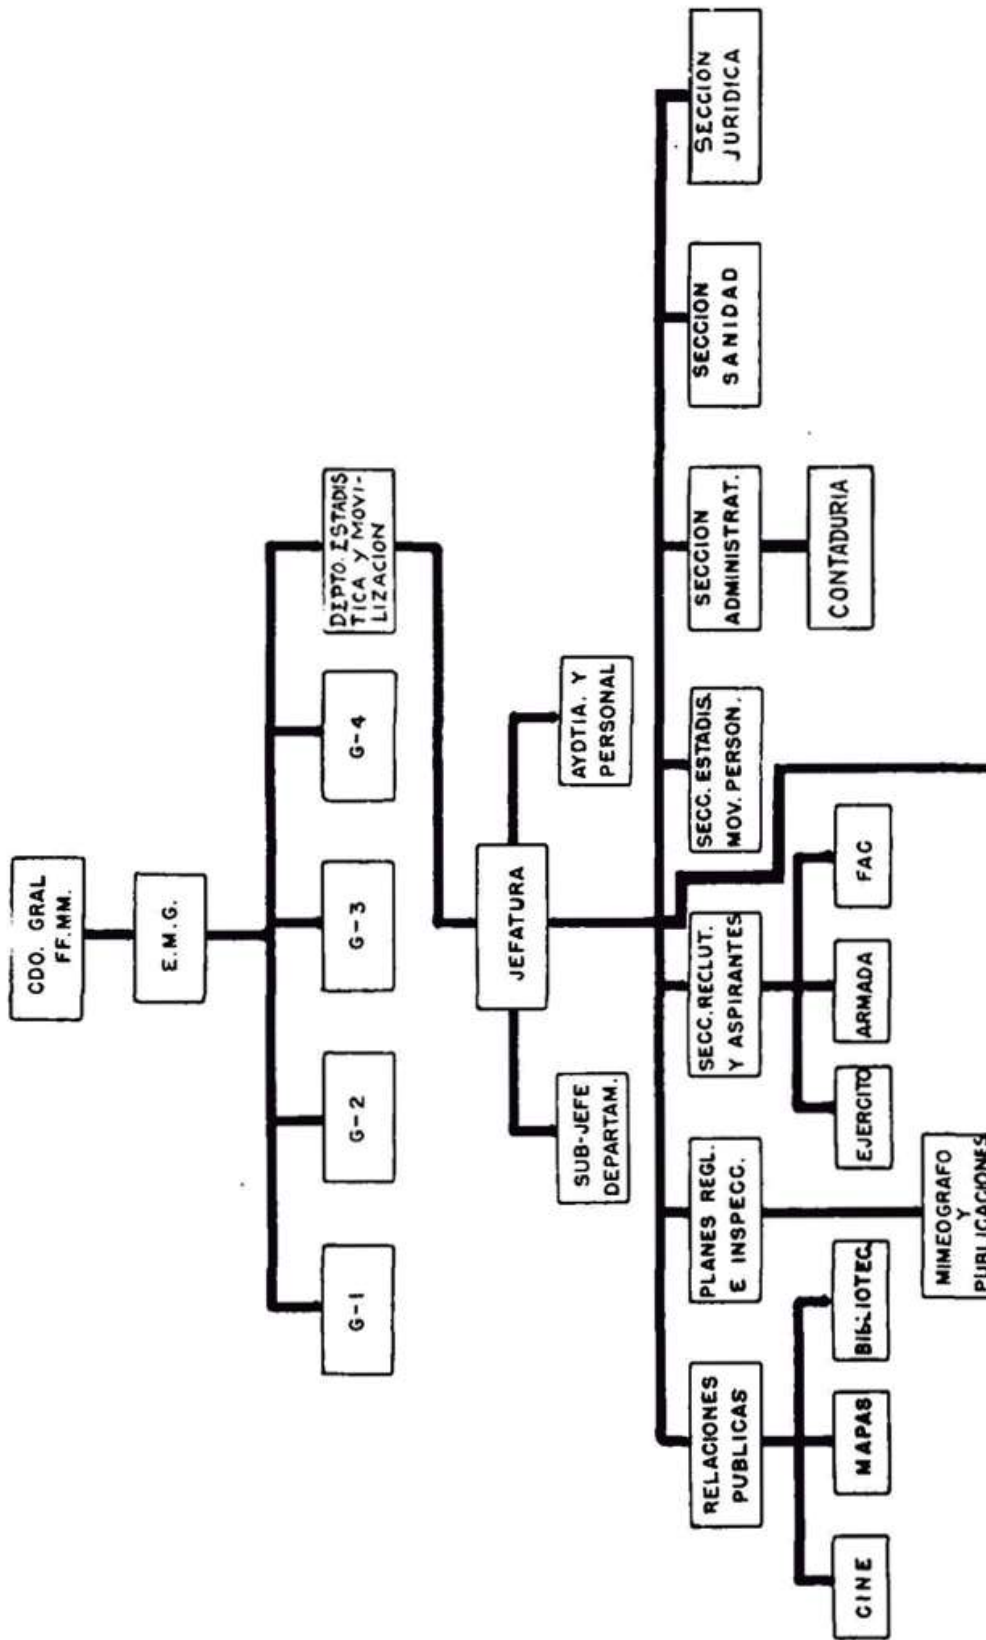 CDO. GRAL
FF.MM.
E.M.G.
G-1
G-2
G-3
G-4
DEPTO. ESTADIS
TICA Y MOVI-
LIZACION
JEFATURA
SUB-JEFE
DEPARTAM.
AYDTIA. Y
PERSONAL
RELACIONES
PUBLICAS
PLANES REGL.
E INSPECC.
SECC. RECLUT.
Y ASPIRANTES
SECC. ESTADIS.
MOV. PERSON.
SECCION
ADMINISTRAT.
SECCION
SANIDAD
SECCION
JURIDICA
CINE
MAPAS
BIBLIOTEC.
EJERCITO
ARMADA
FAC
CONTADURIA
MIMEOGRAFO
Y
PUBLICACIONES